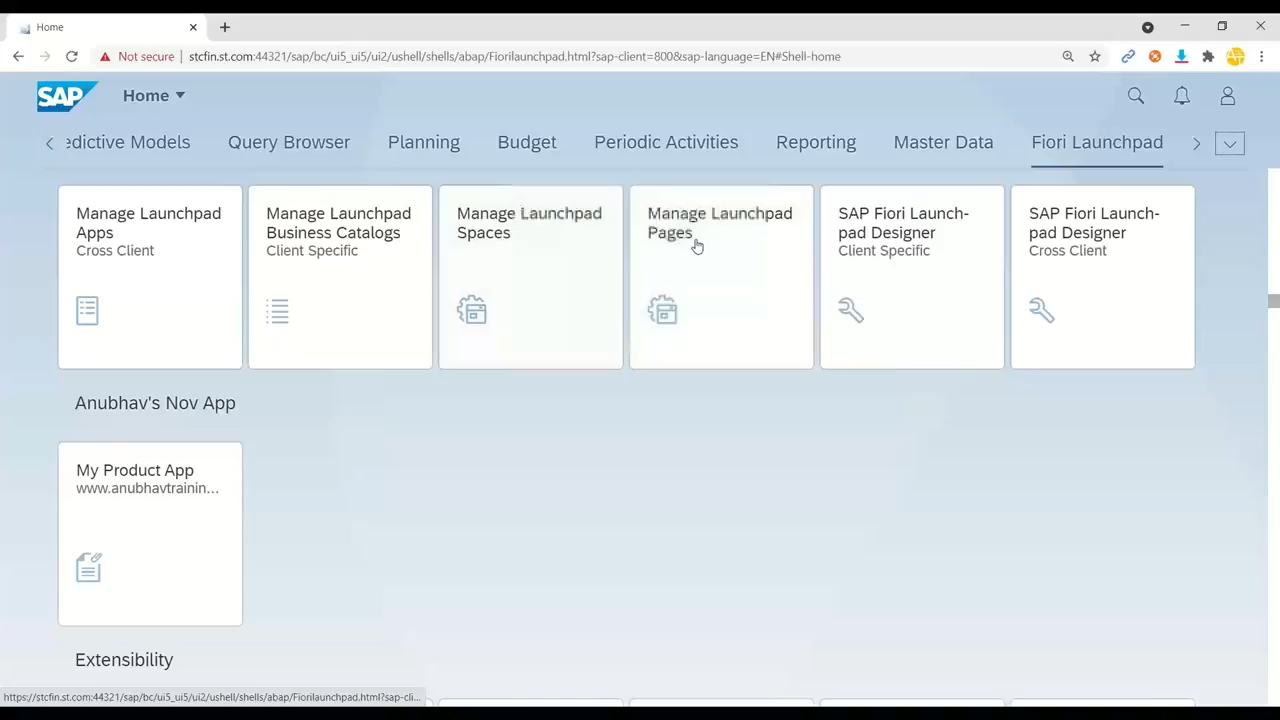 Home
Not secure
stcfin.st.com:44321/sap/bc/ui5_ui5/ui2/ushell/shells/abap/Fiorilaunchpad.html?sap-client=800&sap-language=EN#Shell-home
SAP
Home
edictive Models
Query Browser
Planning
Budget
Periodic Activities
Reporting
Master Data
Fiori Launchpad
Manage Launchpad
Apps
Cross Client
Manage Launchpad
Business Catalogs
Client Specific
Manage Launchpad
Spaces
Manage Launchpad
Pages
SAP Fiori Launch-
pad Designer
Client Specific
SAP Fiori Launch-
pad Designer
Cross Client
Anubhav's Nov App
My Product App
www.anubhavtrainin...
Extensibility
https://stcfin.st.com:44321/sap/bc/ui5_ui5/ui2/ushell/shells/abap/Fiorilaunchpad.html?sap-cli...